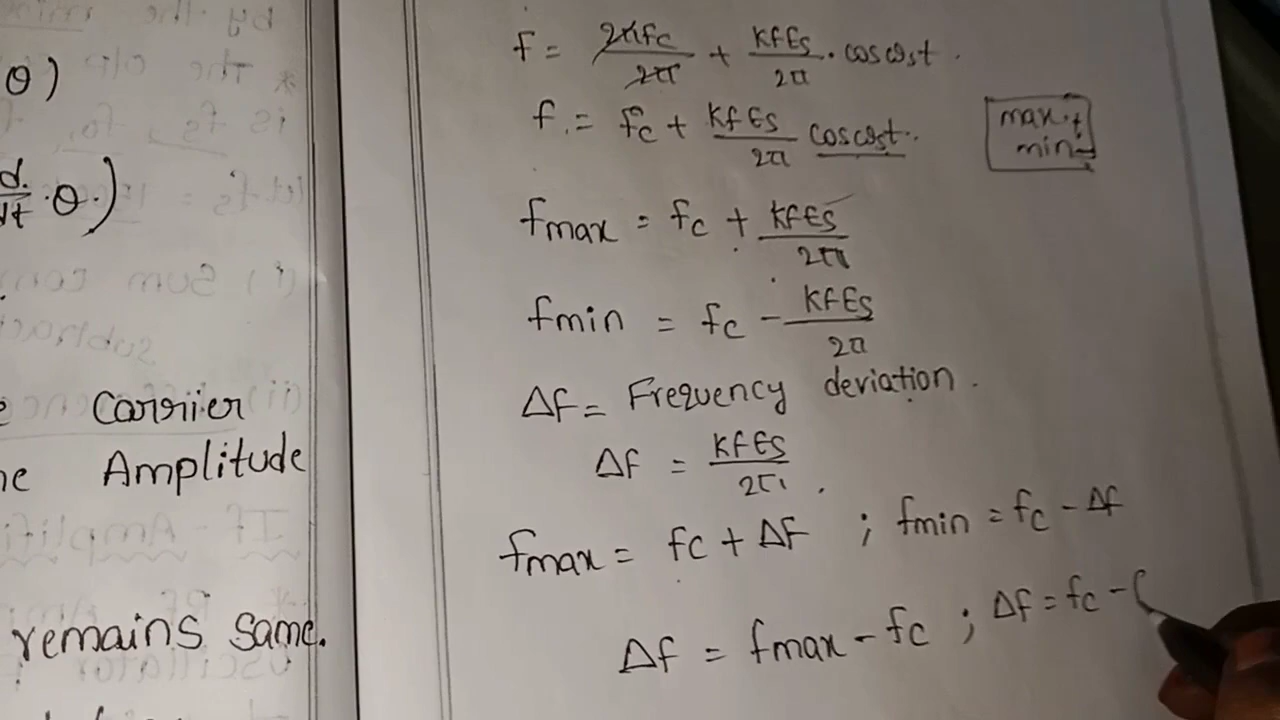 θ)
d/dt · θ.)
Carrier
Amplitude
remains same.
f = 2πfc/2π + KfEs/2π . cosωst .
f. = fc + KfEs/2π cosωst.
max. +
min. -
fmax = fc + KfEs/2π
fmin = fc - KfEs/2π
Δf = Frequency deviation .
Δf = KfEs/2π .
fmax = fc + Δf ; fmin = fc - Δf
Δf = fmax - fc ; Δf = fc -